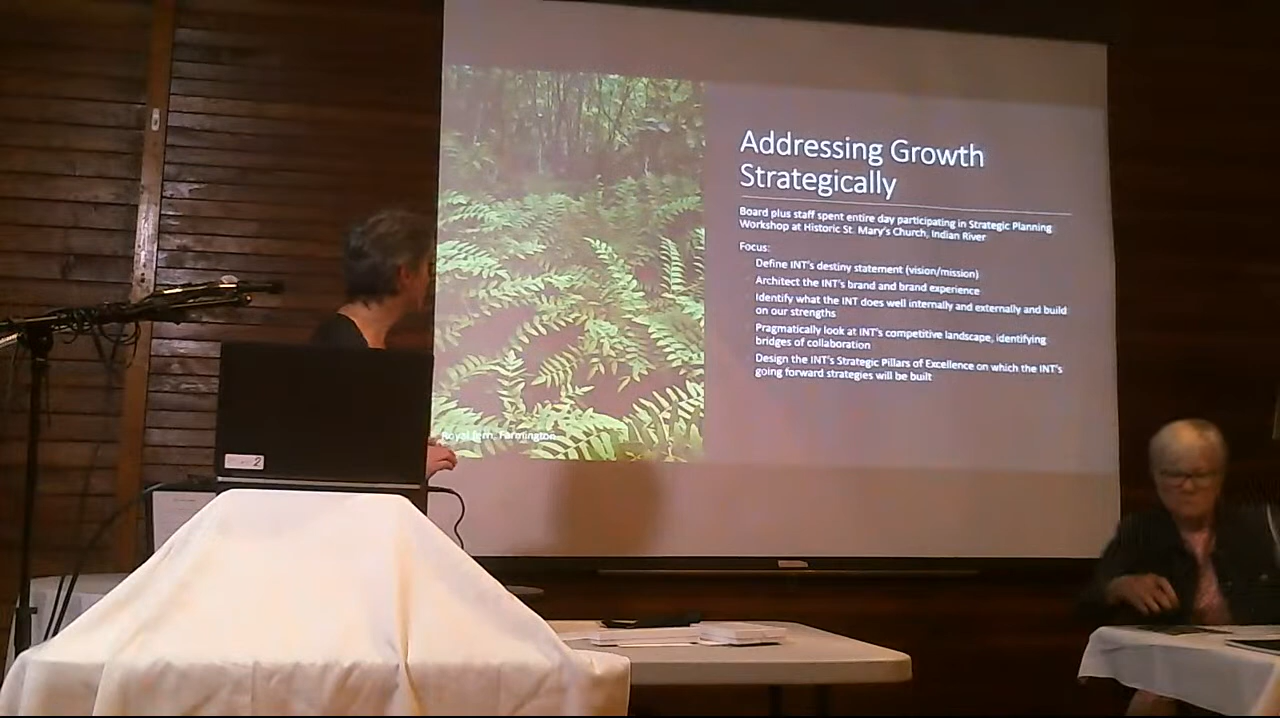 Addressing Growth
Strategically
Board plus staff spent entire day participating in Strategic Planning
Workshop at Historic St. Mary's Church, Indian River
Focus:
Define INT's destiny statement (vision/mission)
Architect the INT's brand and brand experience
Identify what the INT does well internally and externally and build
on our strengths
Pragmatically look at INT's competitive landscape, identifying
bridges of collaboration
Design the INT's Strategic Pillars of Excellence on which the INT's
going forward strategies will be built
Royal fern, Farmington
2